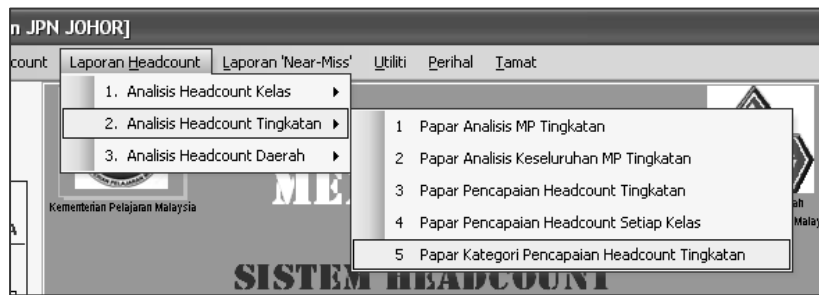 n JPN JOHOR]
count Laporan Headcount Laporan 'Near-Miss' Utiliti Perihal Tamat
1. Analisis Headcount Kelas
2. Analisis Headcount Tingkatan
3. Analisis Headcount Daerah
1 Papar Analisis MP Tingkatan
2 Papar Analisis Keseluruhan MP Tingkatan
3 Papar Pencapaian Headcount Tingkatan
4 Papar Pencapaian Headcount Setiap Kelas
5 Papar Kategori Pencapaian Headcount Tingkatan
Kementerian Pelajaran Malaysia
ah
Malay
SISTEM HEADCOUNT